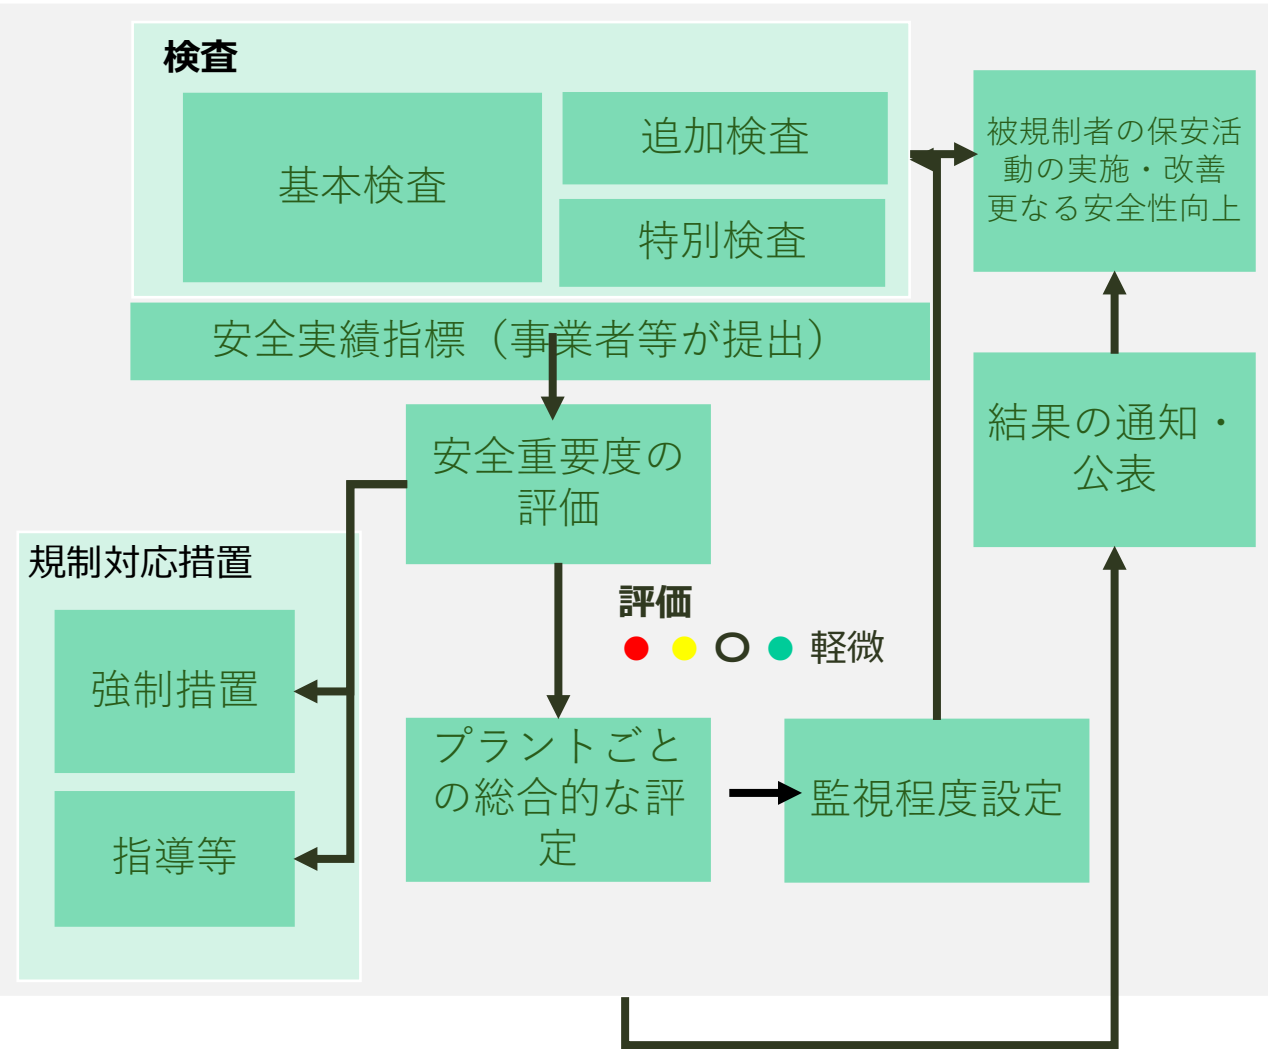 検査
基本検査
追加検査
特別検査
安全実績指標（事業者等が提出）
被規制者の保安活
動の実施・改善
更なる安全性向上
安全重要度の
評価
結果の通知・
公表
規制対応措置
強制措置
指導等
評価
軽微
プラントごと
の総合的な評
定
監視程度設定